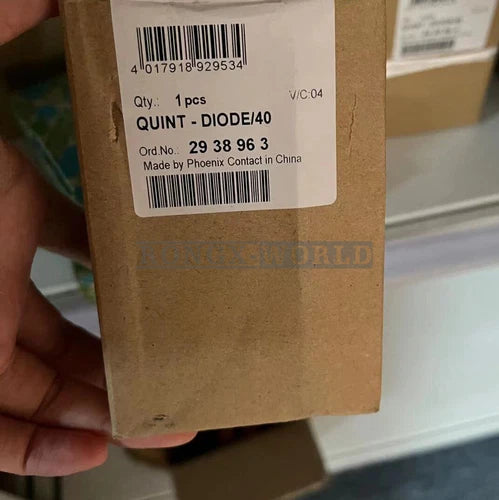 4 017918 929534
Qty.: 1 pcs V/C:04
QUINT - DIODE/40
Ord.No.: 29 38 96 3
Made by Phoenix Contact in China